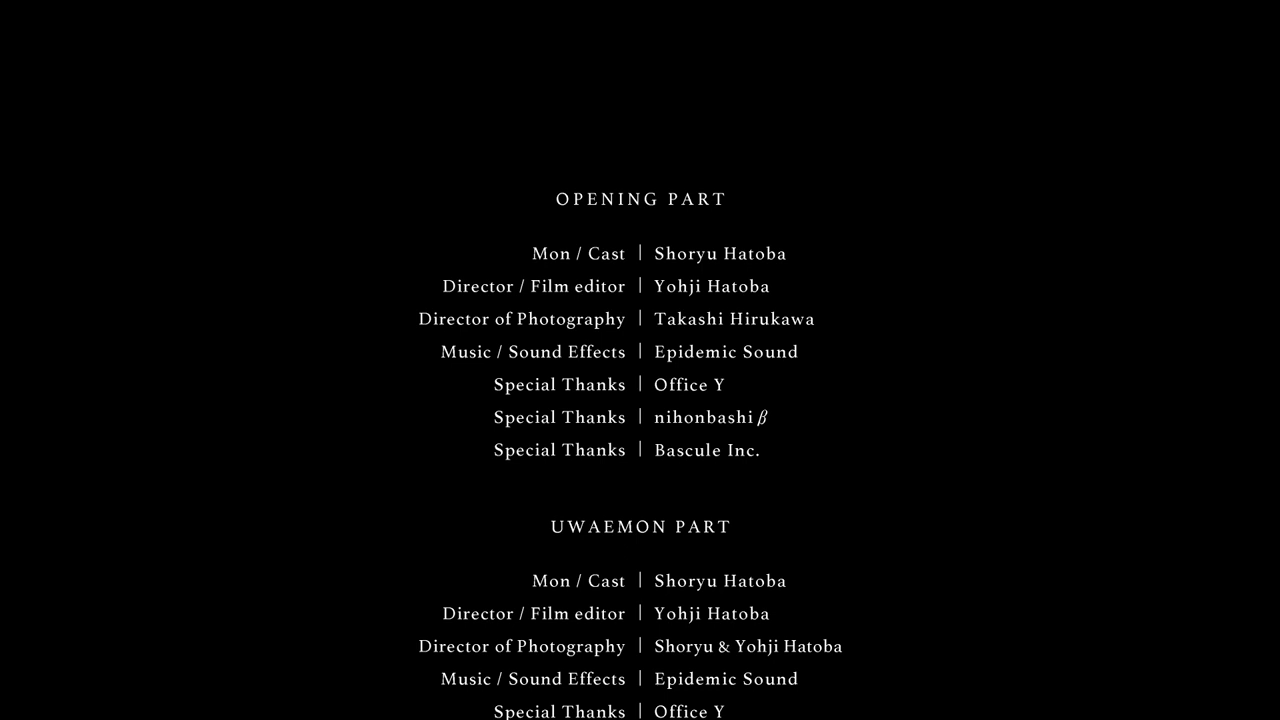 OPENING PART
Mon / Cast | Shoryu Hatoba
Director / Film editor | Yohji Hatoba
Director of Photography | Takashi Hirukawa
Music / Sound Effects | Epidemic Sound
Special Thanks | Office Y
Special Thanks | nihonbashi β
Special Thanks | Bascule Inc.
UWAEMON PART
Mon / Cast | Shoryu Hatoba
Director / Film editor | Yohji Hatoba
Director of Photography | Shoryu & Yohji Hatoba
Music / Sound Effects | Epidemic Sound
Special Thanks | Office Y